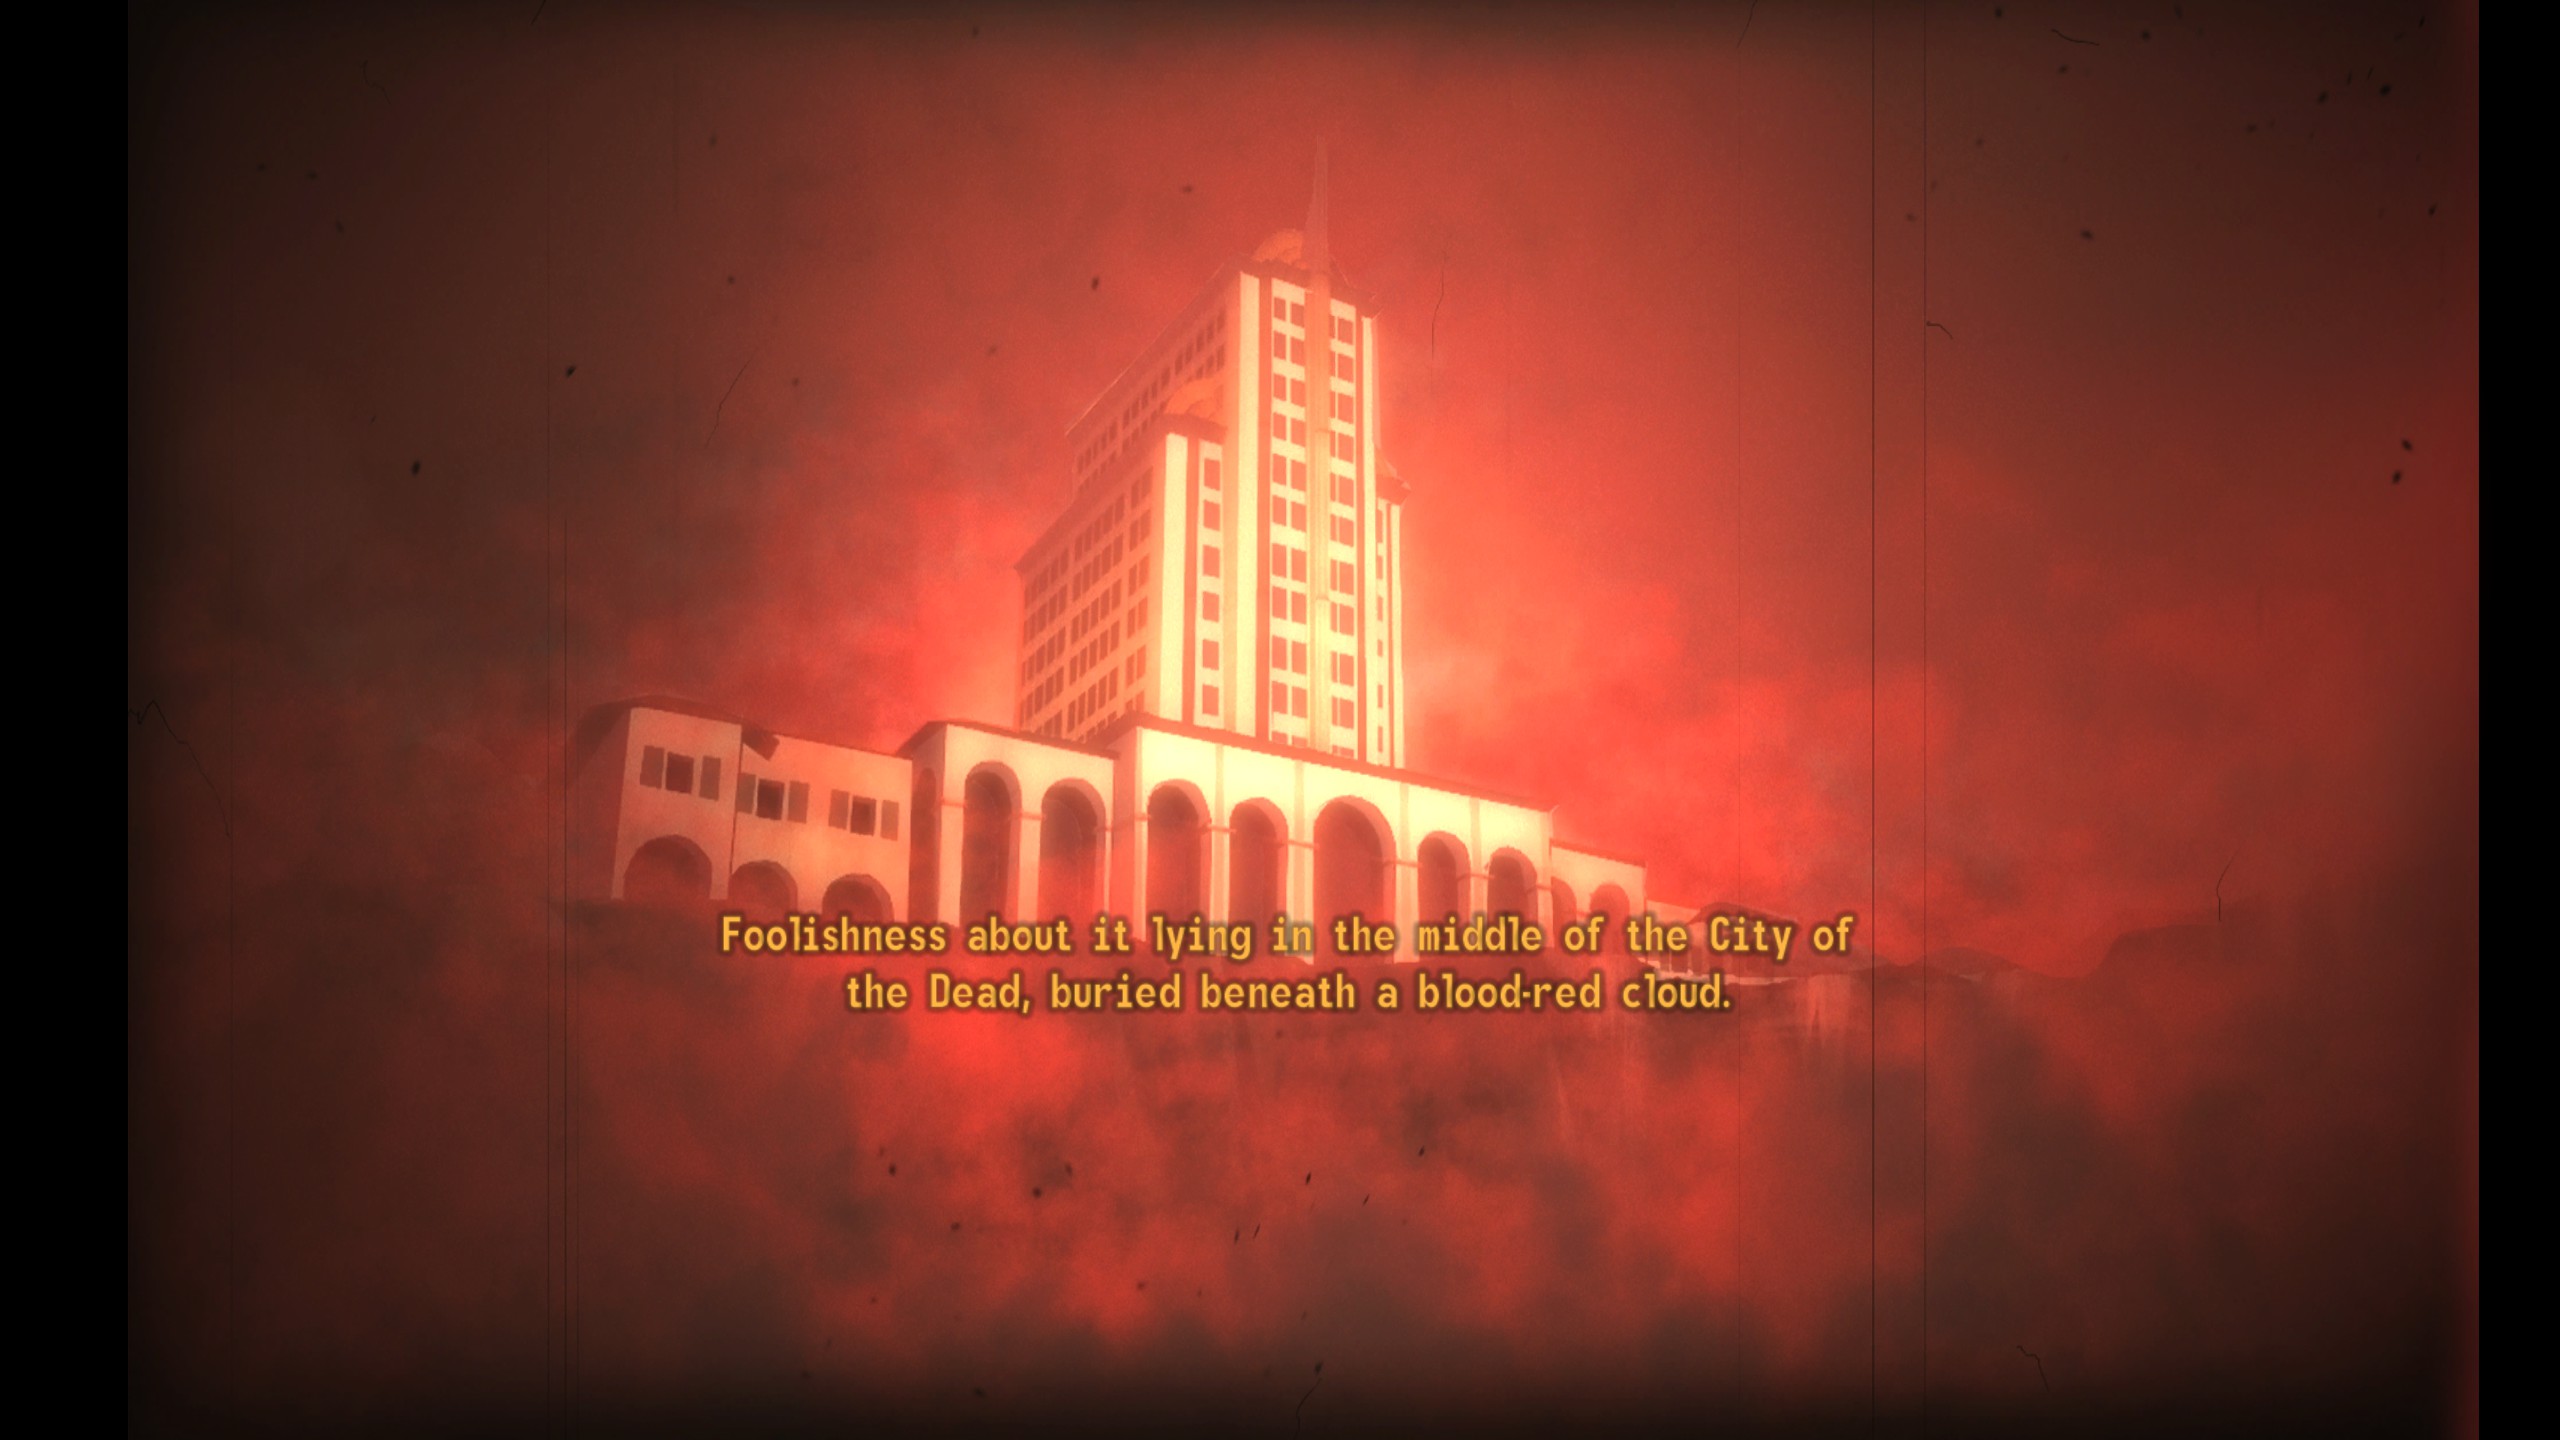 Foolishness about it lying in the middle of the City of
the Dead, buried beneath a blood-red cloud.